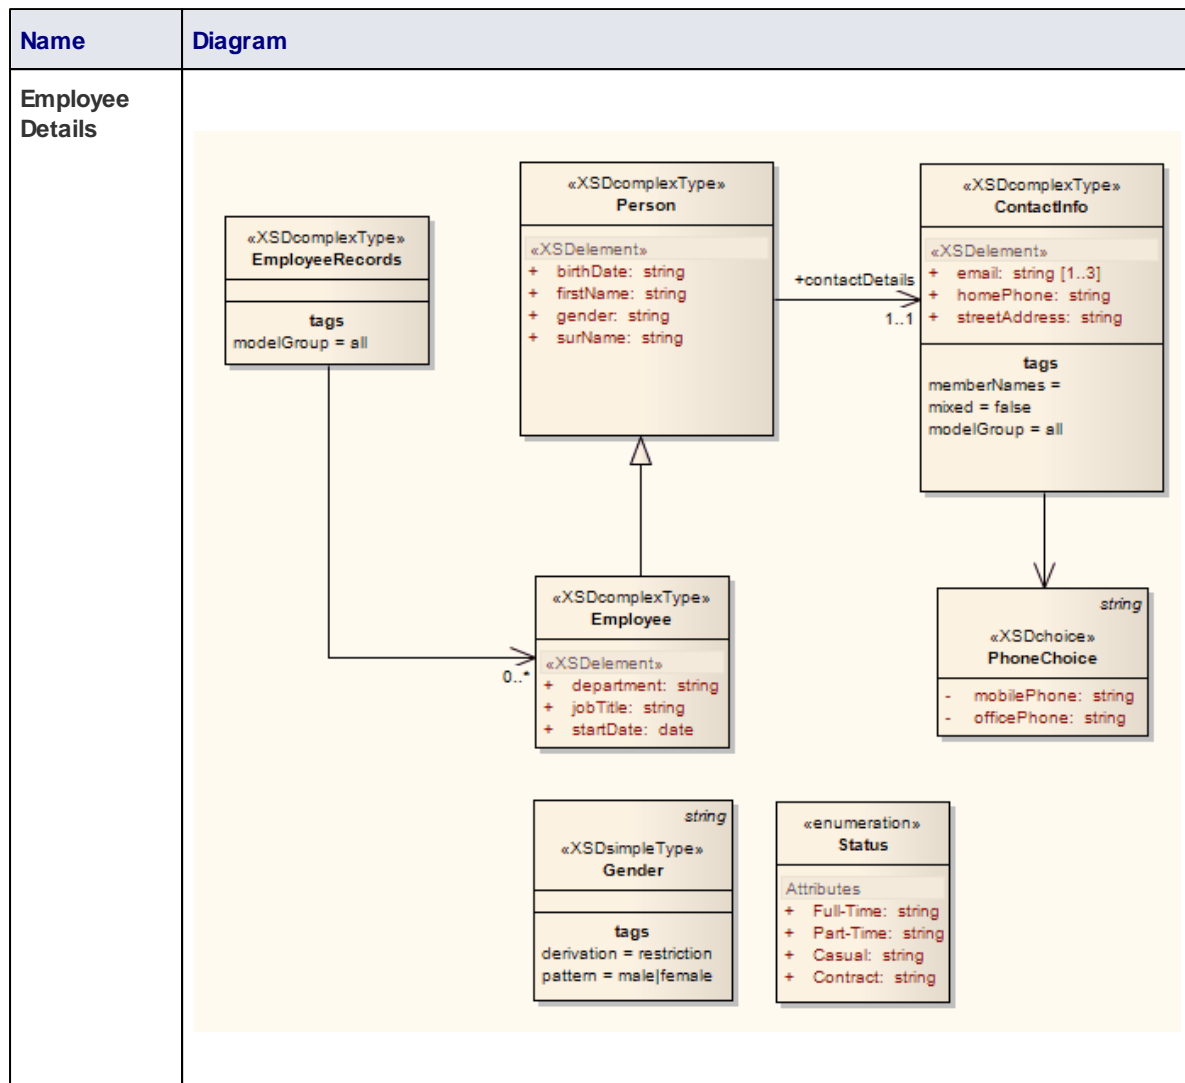 Name
Diagram
Employee
Details
«XSDcomplexType»
EmployeeRecords
tags
modelGroup = all
«XSDcomplexType»
Person
«XSDelement»
+ birthDate: string
+ firstName: string
+ gender: string
+ surName: string
+contactDetails
1..1
«XSDcomplexType»
ContactInfo
«XSDelement»
+ email: string [1..3]
+ homePhone: string
+ streetAddress: string
tags
memberNames =
mixed = false
modelGroup = all
0..*
«XSDcomplexType»
Employee
«XSDelement»
+ department: string
+ jobTitle: string
+ startDate: date
string
«XSDchoice»
PhoneChoice
- mobilePhone: string
- officePhone: string
string
«XSDsimpleType»
Gender
tags
derivation = restriction
pattern = male|female
«enumeration»
Status
Attributes
+ Full-Time: string
+ Part-Time: string
+ Casual: string
+ Contract: string